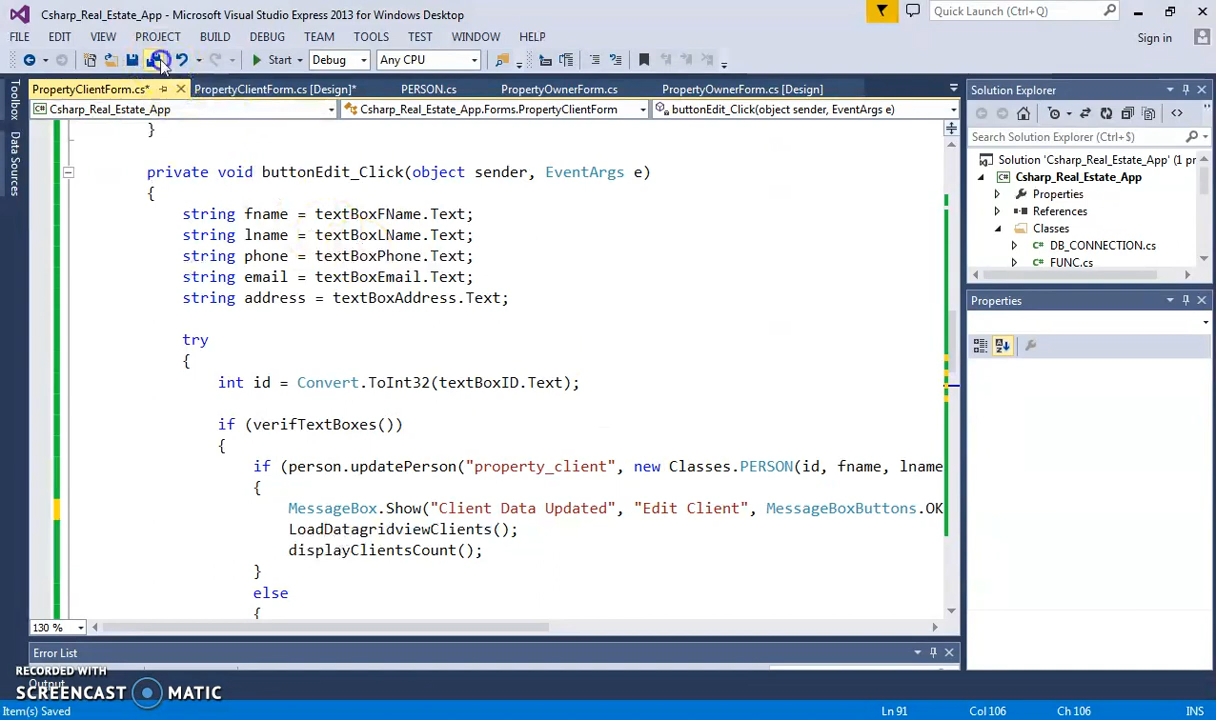 Csharp_Real_Estate_App - Microsoft Visual Studio Express 2013 for Windows Desktop
Quick Launch (Ctrl+Q)
FILE EDIT VIEW PROJECT BUILD DEBUG TEAM TOOLS TEST WINDOW HELP
Sign in
Start Debug Any CPU
PropertyClientForm.cs* PropertyClientForm.cs [Design]* PERSON.cs PropertyOwnerForm.cs PropertyOwnerForm.cs [Design]
Csharp_Real_Estate_App Csharp_Real_Estate_App.Forms.PropertyClientForm buttonEdit_Click(object sender, EventArgs e)
Toolbox
Data Sources
}
private void buttonEdit_Click(object sender, EventArgs e)
{
string fname = textBoxFName.Text;
string lname = textBoxLName.Text;
string phone = textBoxPhone.Text;
string email = textBoxEmail.Text;
string address = textBoxAddress.Text;
try
{
int id = Convert.ToInt32(textBoxID.Text);
if (verifTextBoxes())
{
if (person.updatePerson("property_client", new Classes.PERSON(id, fname, lname
{
MessageBox.Show("Client Data Updated", "Edit Client", MessageBoxButtons.OK
LoadDatagridviewClients();
displayClientsCount();
}
else
{
130 %
Solution Explorer
Search Solution Explorer (Ctrl+$)
Solution 'Csharp_Real_Estate_App' (1 pr
Csharp_Real_Estate_App
Properties
References
Classes
DB_CONNECTION.cs
FUNC.cs
Properties
Error List
Output
RECORDED WITH
SCREENCAST MATIC
Item(s) Saved Ln 91 Col 106 Ch 106 INS